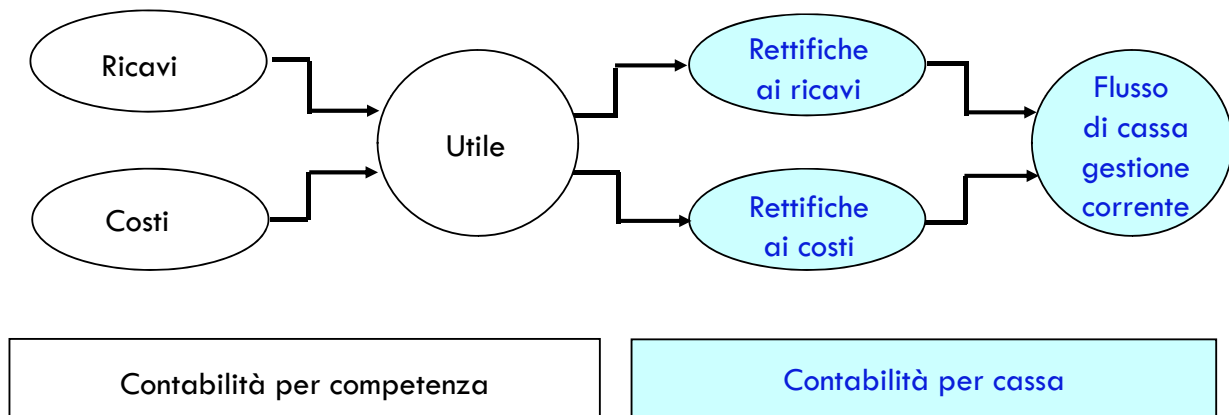 Ricavi
Costi
Utile
Rettifiche
ai ricavi
Rettifiche
ai costi
Flusso
di cassa
gestione
corrente
Contabilità per competenza
Contabilità per cassa